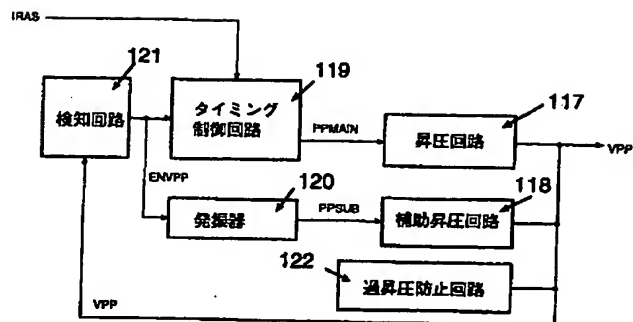 IRAS
121
119
117
検知回路
タイミング
制御回路
PPMAIN
昇圧回路
VPP
ENVPP
120
PPSUB
118
発振器
補助昇圧回路
122
過昇圧防止回路
VPP